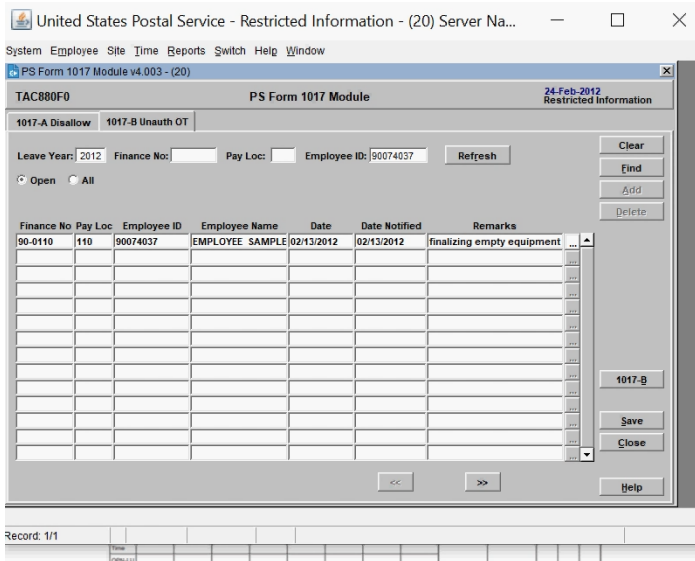 United States Postal Service - Restricted Information - (20) Server Na...
System Employee Site Time Reports Switch Help Window
PS Form 1017 Module v4.003 - (20)
TAC880F0 PS Form 1017 Module 24-Feb-2012
Restricted Information
1017-A Disallow 1017-B Unauth OT
Clear
Leave Year: 2012 Finance No: Pay Loc: Employee ID: 90074037 Refresh
Find
Open All
Add
Delete
Finance No Pay Loc Employee ID Employee Name Date Date Notified Remarks
90-0110 110 90074037 EMPLOYEE SAMPLE 02/13/2012 02/13/2012 finalizing empty equipment ...
...
...
...
...
...
...
...
...
...
...
...
...
...
1017-B
Save
Close
<< >>
Help
Record: 1/1
Time